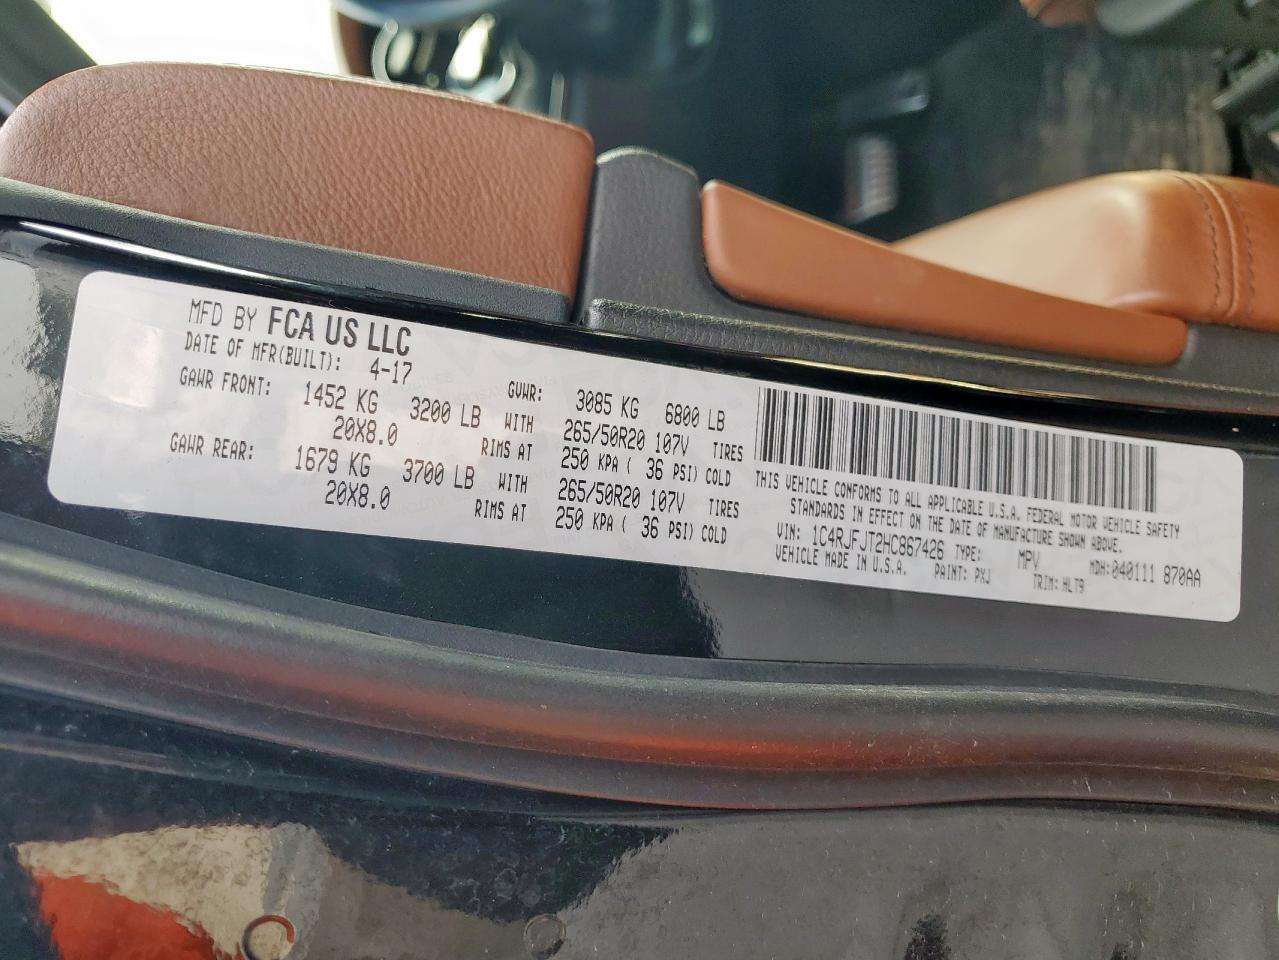 MFD BY FCA US LLC
DATE OF MFR(BUILT): 4-17 GVWR: 3085 KG 6800 LB
GAWR FRONT: 1452 KG 3200 LB WITH 265/50R20 107V TIRES
20X8.0 RIMS AT 250 KPA ( 36 PSI) COLD
GAWR REAR: 1679 KG 3700 LB WITH 265/50R20 107V TIRES
20X8.0 RIMS AT 250 KPA ( 36 PSI) COLD
THIS VEHICLE CONFORMS TO ALL APPLICABLE U.S.A. FEDERAL MOTOR VEHICLE SAFETY
STANDARDS IN EFFECT ON THE DATE OF MANUFACTURE SHOWN ABOVE.
VIN: 1C4RJFJT2HC867426 TYPE: MPV MDH:040111 870AA
VEHICLE MADE IN U.S.A. PAINT: PXJ TRIM: HLT9